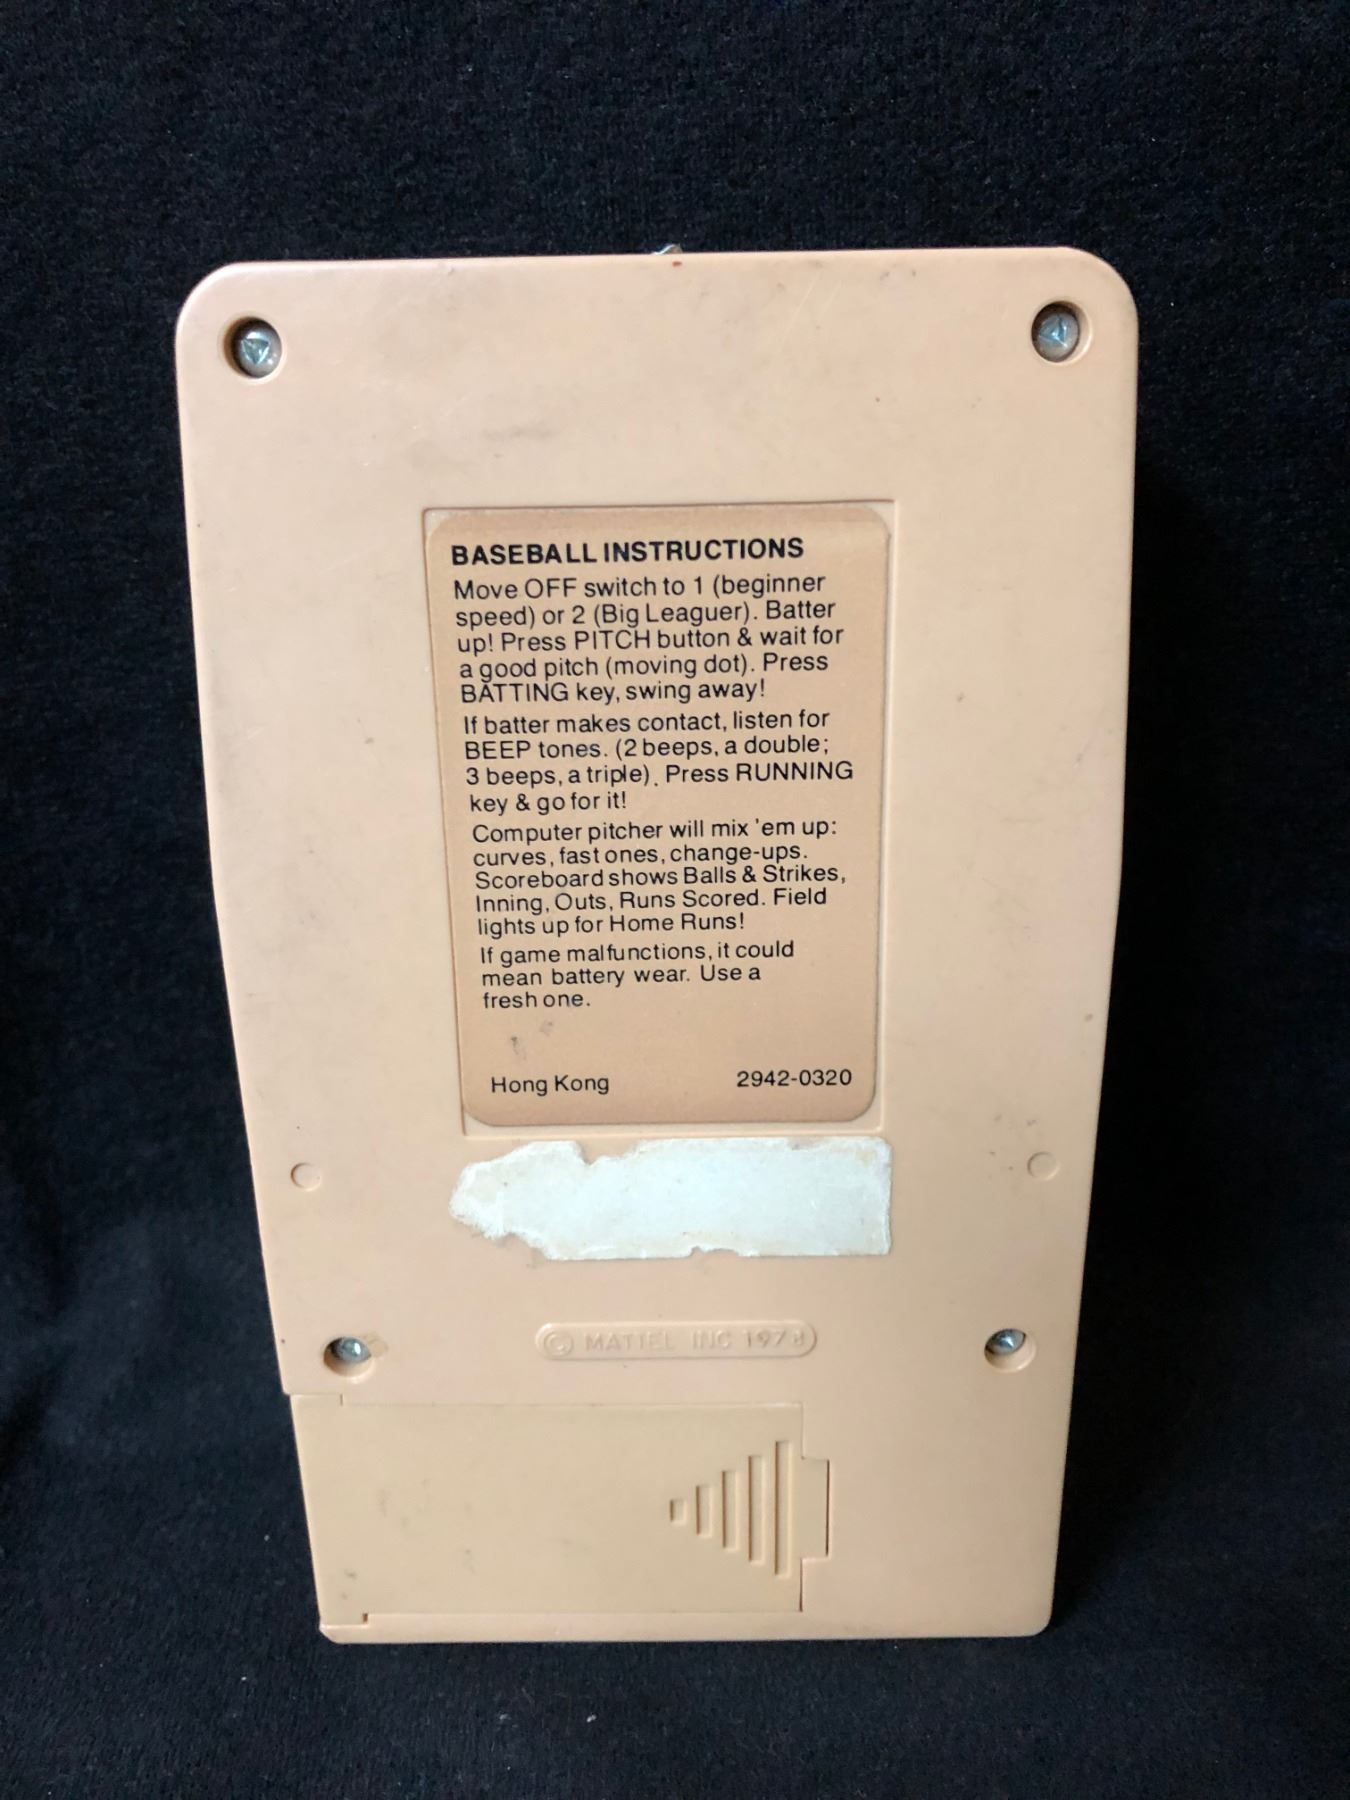 BASEBALL INSTRUCTIONS
Move OFF switch to 1 (beginner
speed) or 2 (Big Leaguer). Batter
up! Press PITCH button & wait for
a good pitch (moving dot). Press
BATTING key, swing away!
If batter makes contact, listen for
BEEP tones. (2 beeps, a double;
3 beeps, a triple). Press RUNNING
key & go for it!
Computer pitcher will mix 'em up:
curves, fast ones, change-ups.
Scoreboard shows Balls & Strikes,
Inning, Outs, Runs Scored. Field
lights up for Home Runs!
If game malfunctions, it could
mean battery wear. Use a
fresh one.
Hong Kong 2942-0320
© MATTEL INC 1978